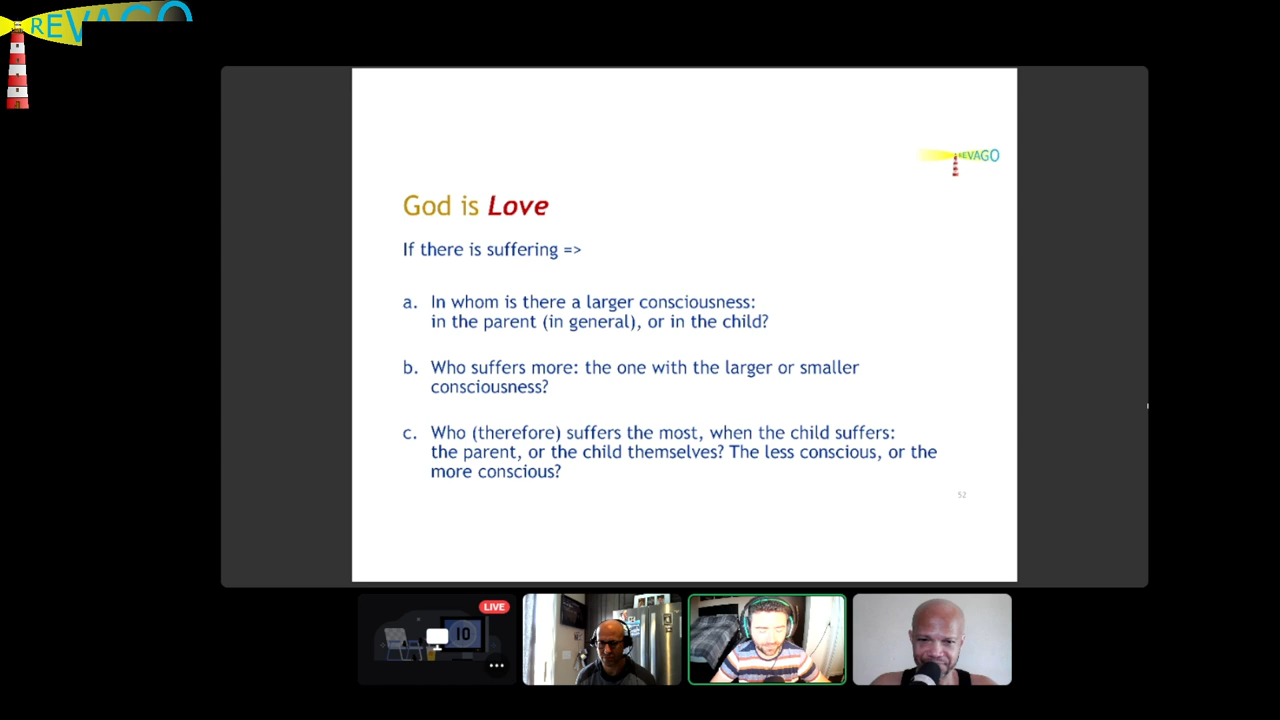 REVAGO
REVAGO
God is Love
If there is suffering =>
a. In whom is there a larger consciousness:
in the parent (in general), or in the child?
b. Who suffers more: the one with the larger or smaller
consciousness?
c. Who (therefore) suffers the most, when the child suffers:
the parent, or the child themselves? The less conscious, or the
more conscious?
52
LIVE
10